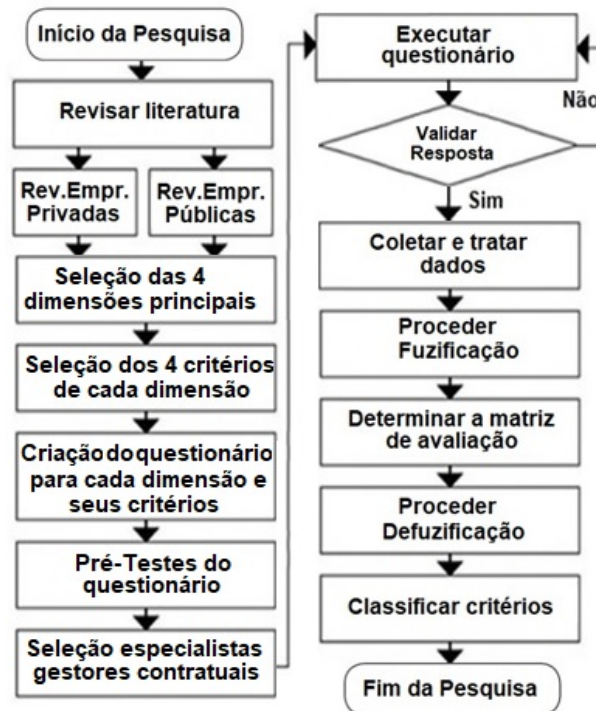 Início da Pesquisa
Revisar literatura
Rev.Empr.
Privadas
Rev.Empr.
Públicas
Seleção das 4
dimensões principais
Seleção dos 4 critérios
de cada dimensão
Criação do questionário
para cada dimensão e
seus critérios
Pré-Testes do
questionário
Seleção especialistas
gestores contratuais
Executar
questionário
Não
Validar
Resposta
Sim
Coletar e tratar
dados
Proceder
Fuzificação
Determinar a matriz
de avaliação
Proceder
Defuzificação
Classificar critérios
Fim da Pesquisa